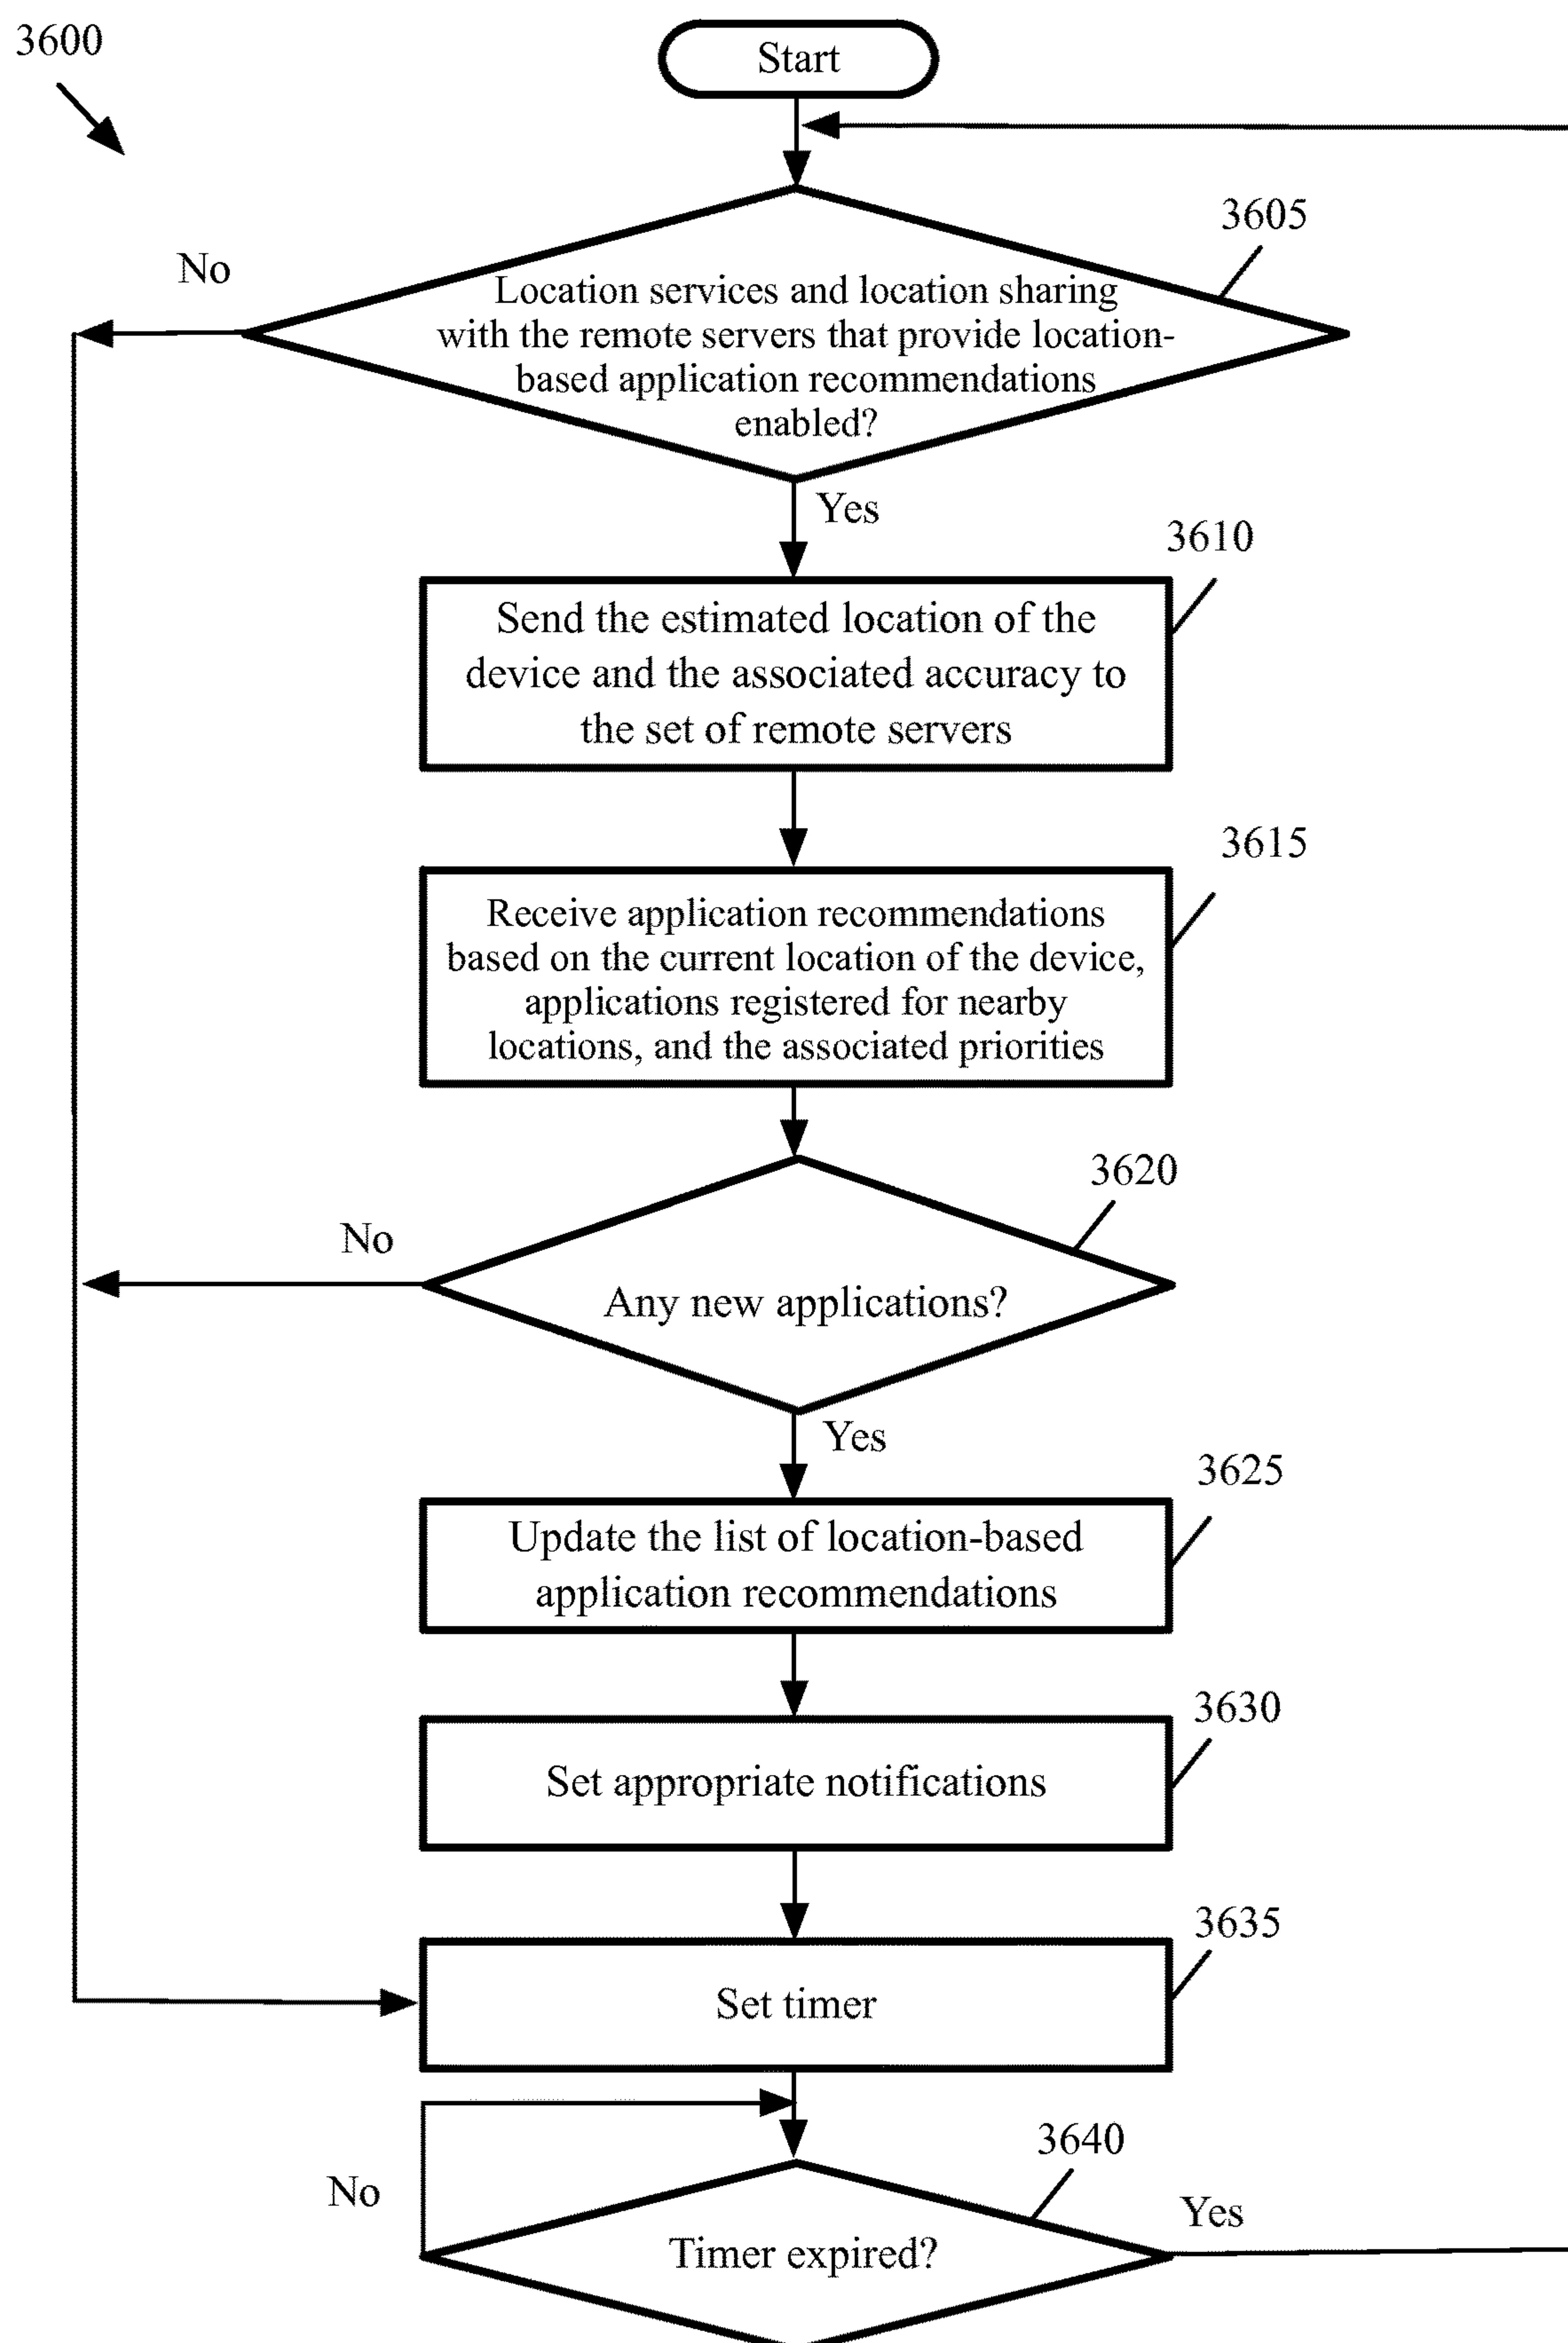 3600
Start
3605
No
Location services and location sharing
with the remote servers that provide location-
based application recommendations
enabled?
Yes
3610
Send the estimated location of the
device and the associated accuracy to
the set of remote servers
3615
Receive application recommendations
based on the current location of the device,
applications registered for nearby
locations, and the associated priorities
3620
No
Any new applications?
Yes
3625
Update the list of location-based
application recommendations
3630
Set appropriate notifications
3635
Set timer
3640
No
Yes
Timer expired?